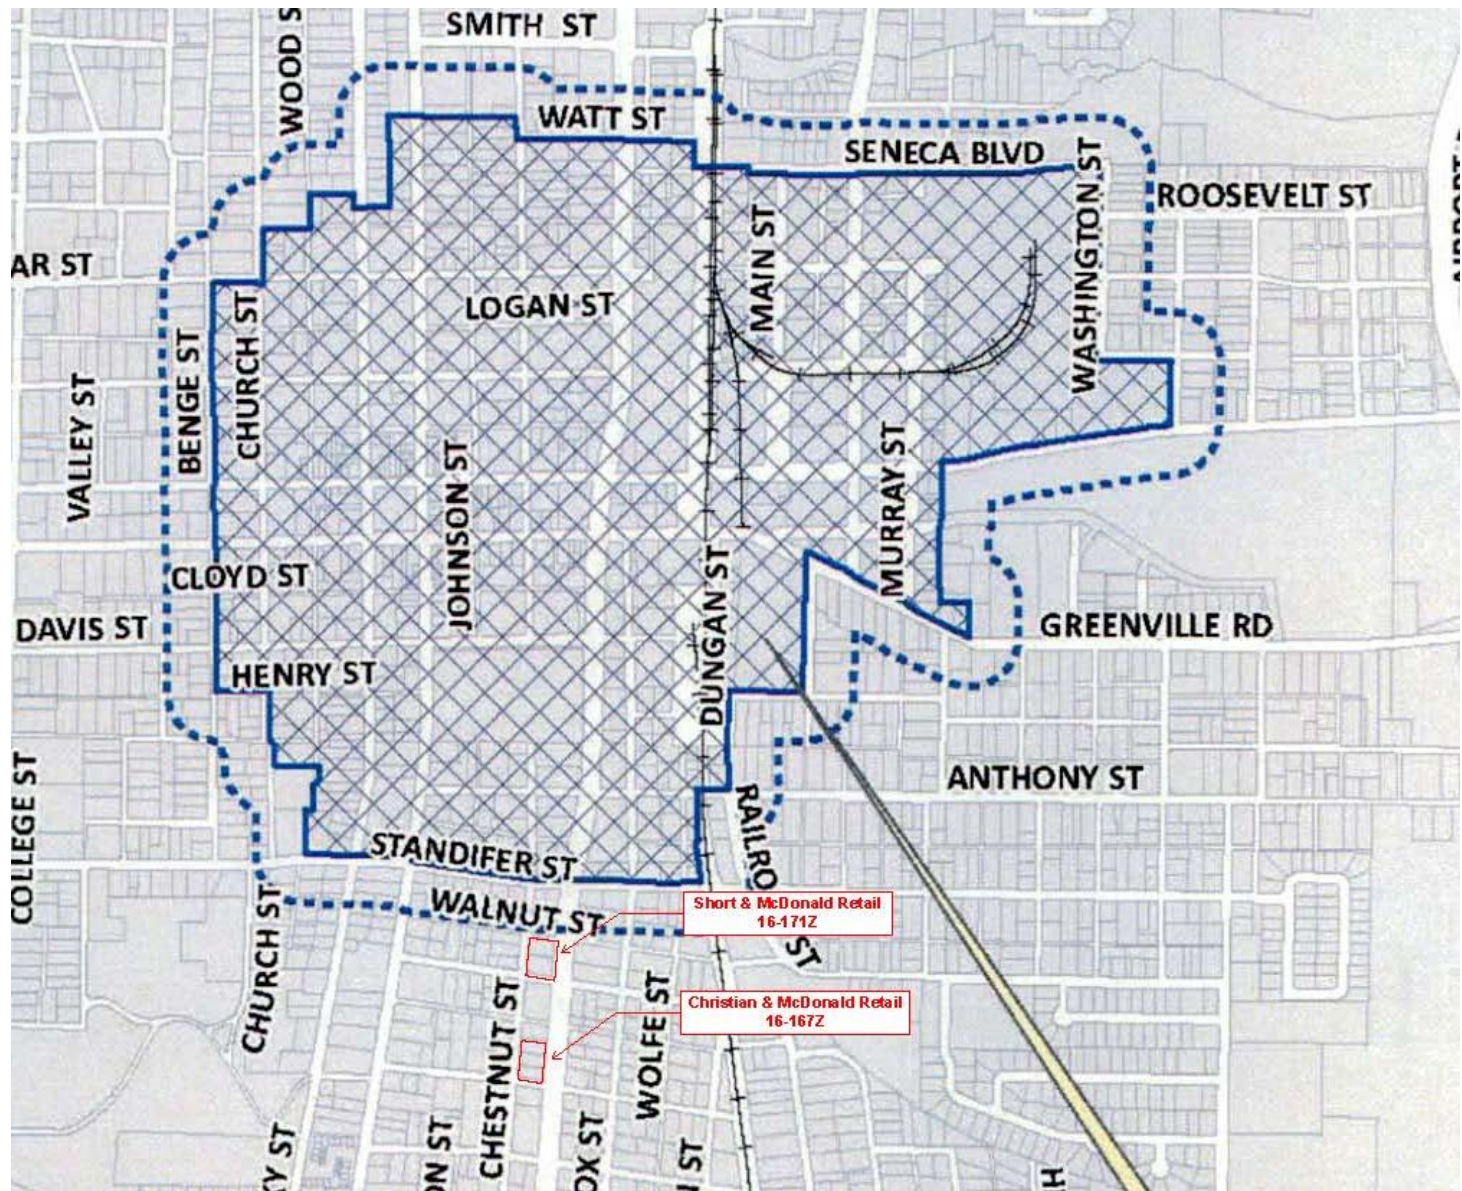 SMITH ST
WOOD S
WATT ST
SENECA BLVD
WASHINGTON ST
ROOSEVELT ST
AIRPORT
AR ST
MAIN ST
LOGAN ST
CHURCH ST
BENGE ST
VALLEY ST
JOHNSON ST
MURRAY ST
CLOYD ST
DUNGAN ST
DAVIS ST
GREENVILLE RD
HENRY ST
COLLEGE ST
ANTHONY ST
RAILRO
ST
STANDIFER ST
WALNUT ST
Short & McDonald Retail
16-171Z
CHURCH ST
CHESTNUT ST
WOLFE ST
Christian & McDonald Retail
16-167Z
KY ST
ON ST
OX ST
ST
H